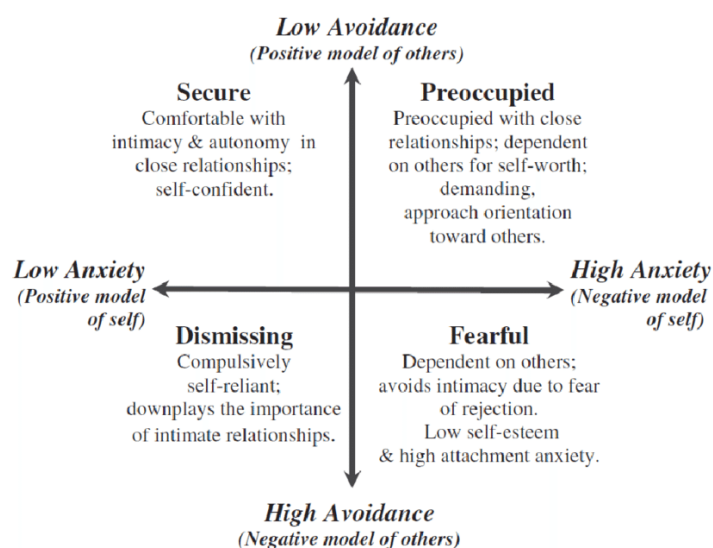 Low Avoidance
(Positive model of others)
Secure
Comfortable with
intimacy & autonomy in
close relationships;
self-confident.
Preoccupied
Preoccupied with close
relationships; dependent
on others for self-worth;
demanding,
approach orientation
toward others.
Low Anxiety
(Positive model
of self)
High Anxiety
(Negative model
of self)
Dismissing
Compulsively
self-reliant;
downplays the importance
of intimate relationships.
Fearful
Dependent on others;
avoids intimacy due to fear
of rejection.
Low self-esteem
& high attachment anxiety.
High Avoidance
(Negative model of others)